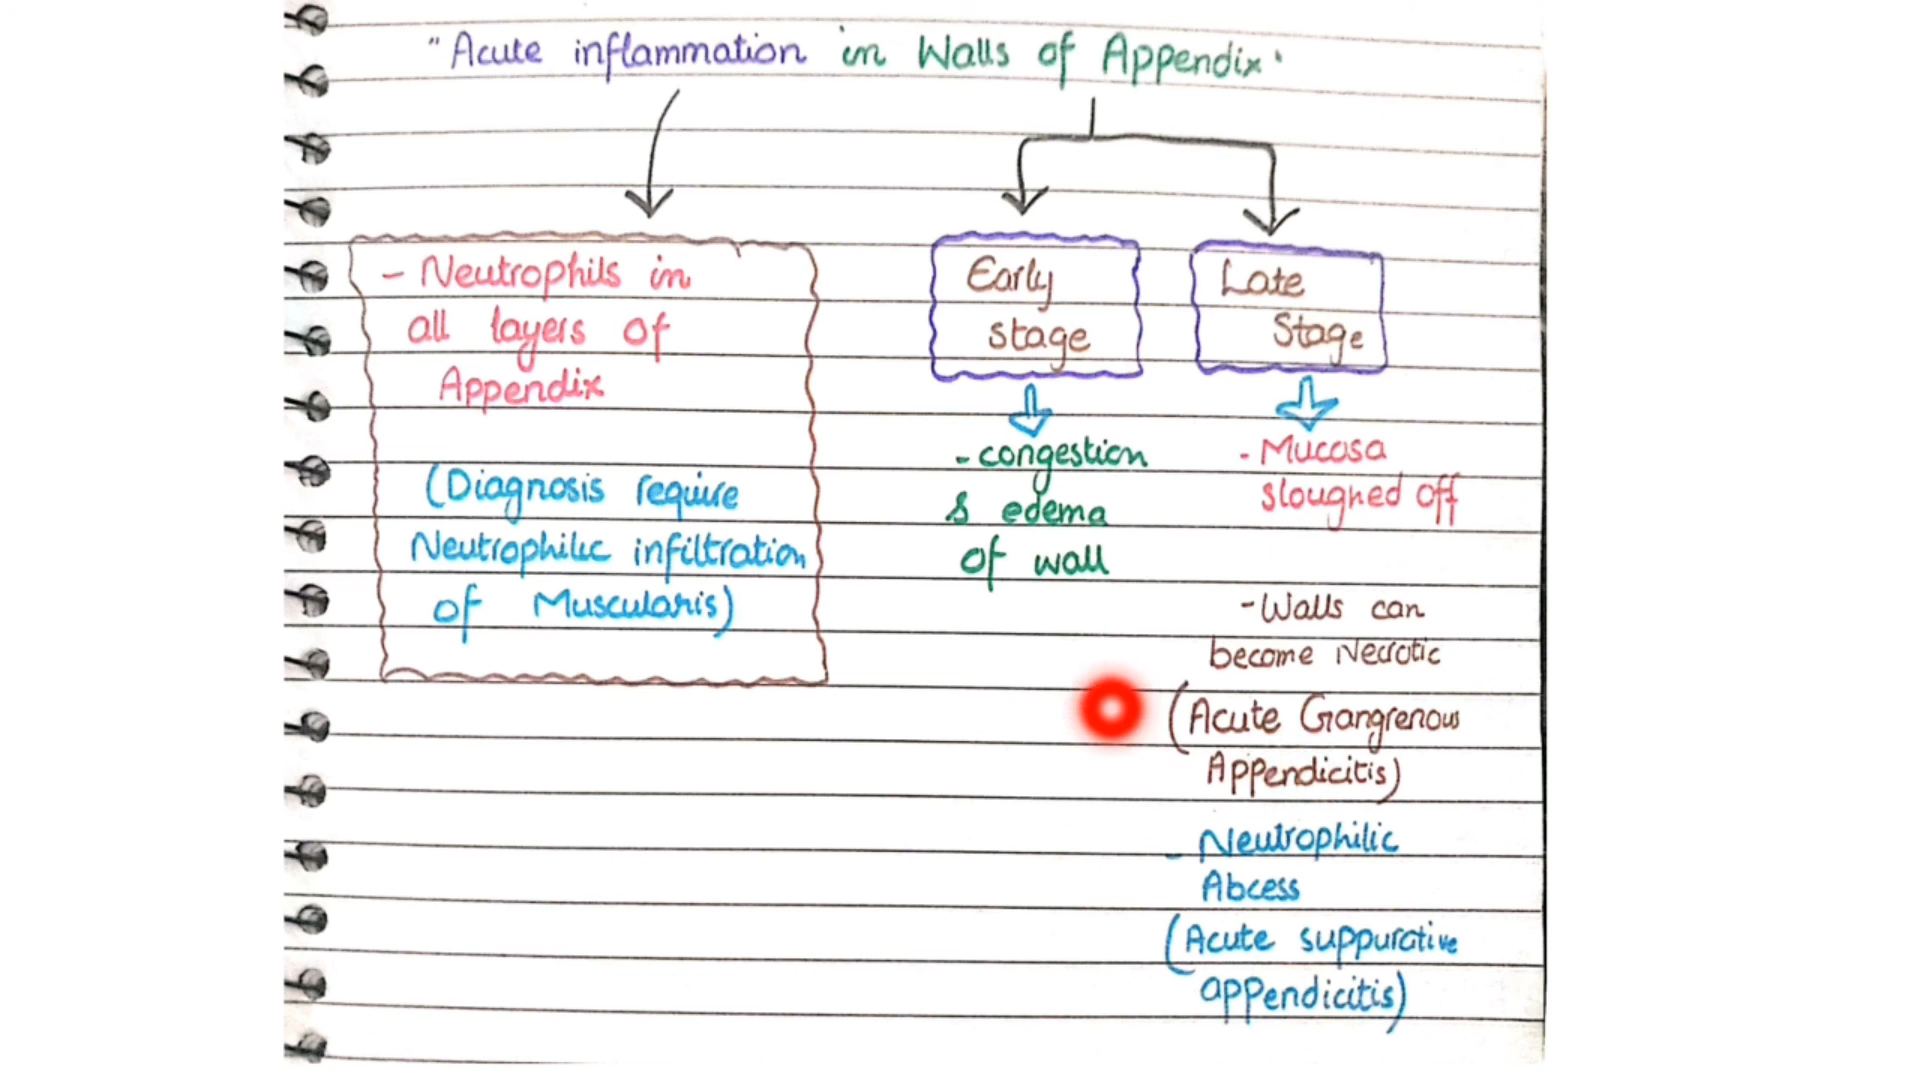 "Acute inflammation in Walls of Appendix"
- Neutrophils in
all layers of
Appendix
(Diagnosis require
Neutrophilic infiltration
of Muscularis)
Early
stage
- congestion
& edema
of wall
Late
Stage
- Mucosa
sloughed off
- Walls can
become Necrotic
(Acute Gangrenous
Appendicitis)
- Neutrophilic
Abcess
(Acute suppurative
appendicitis)